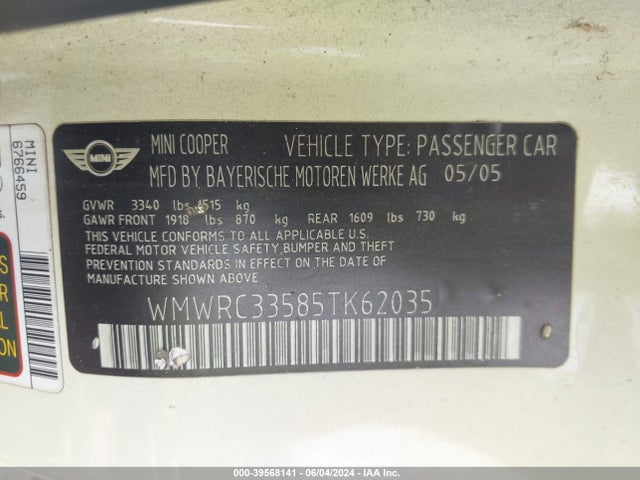 MINI
MINI COOPER VEHICLE TYPE: PASSENGER CAR
MFD BY BAYERISCHE MOTOREN WERKE AG 05/05
GVWR 3340 lbs 1515 kg
GAWR FRONT 1918 lbs 870 kg REAR 1609 lbs 730 kg
THIS VEHICLE CONFORMS TO ALL APPLICABLE U.S.
FEDERAL MOTOR VEHICLE SAFETY, BUMPER AND THEFT
PREVENTION STANDARDS IN EFFECT ON THE DATE OF
MANUFACTURE SHOWN ABOVE
WMWRC33585TK62035
MINI
6766459
ON
39568141 - 06/04/2024 - IAA Inc.